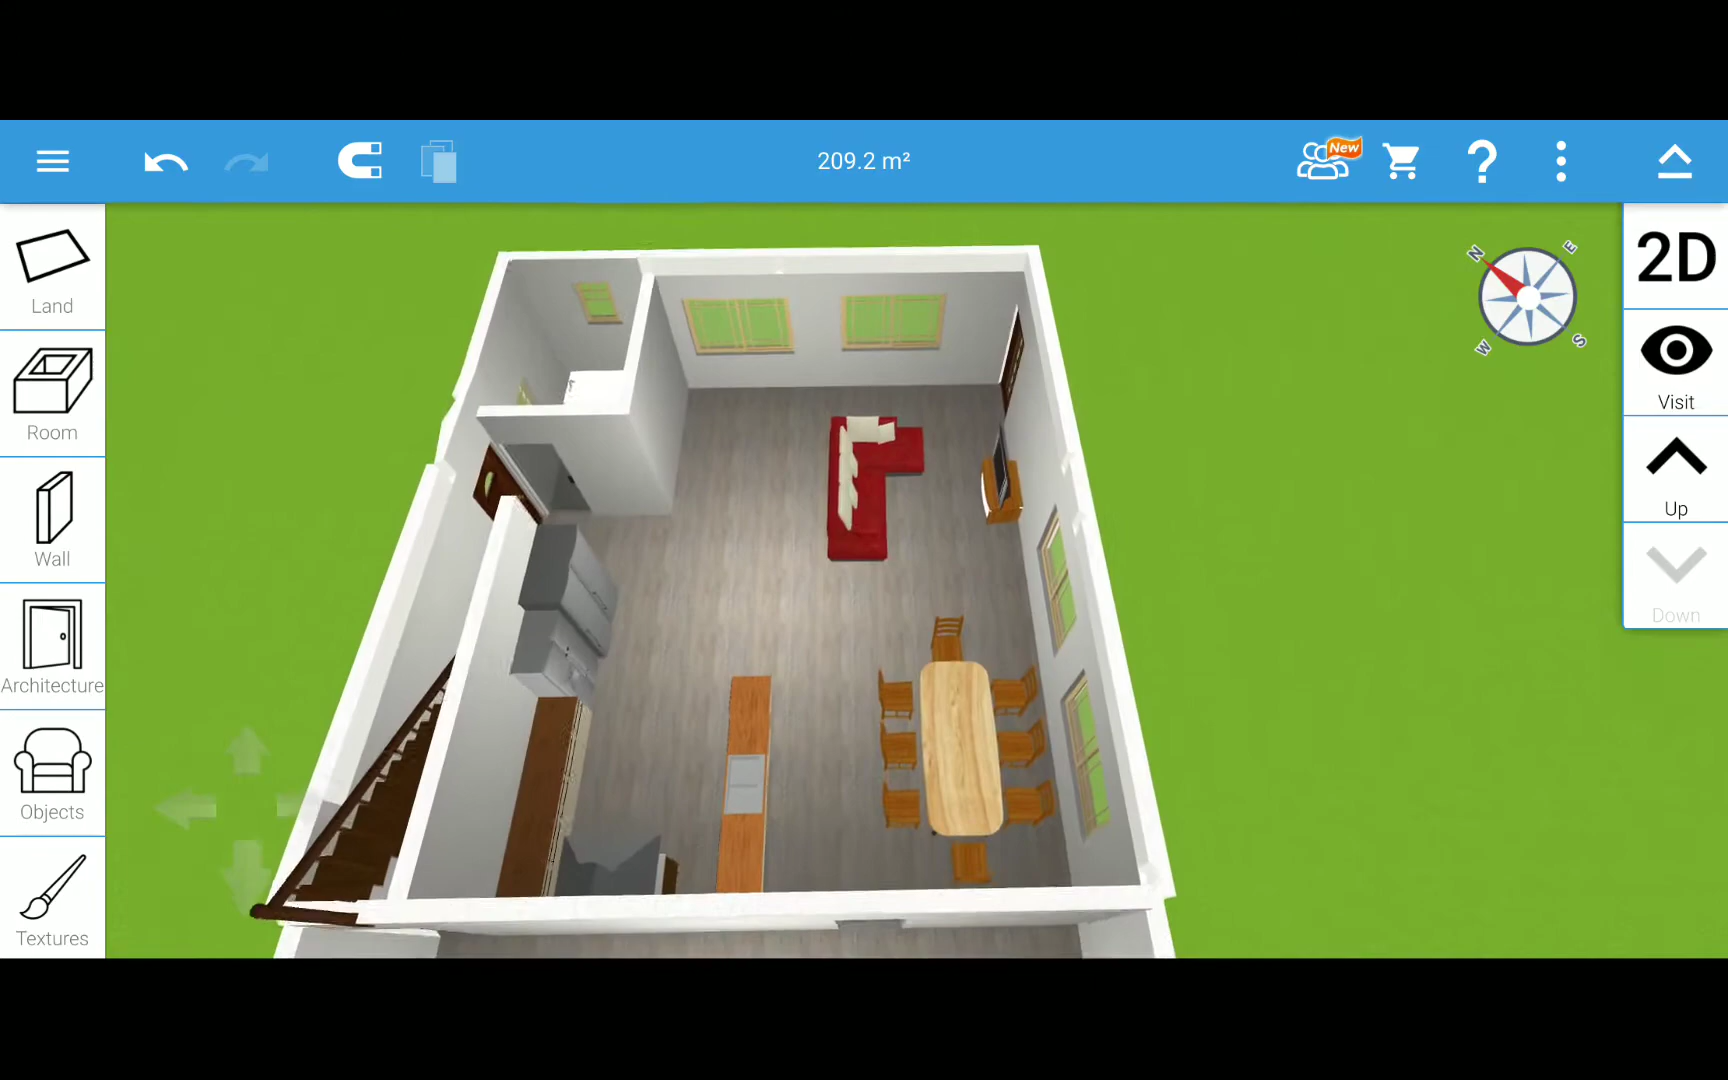 209.2 m²
New
Land
Room
Wall
Architecture
Objects
Textures
N
E
W
S
2D
Visit
Up
Down